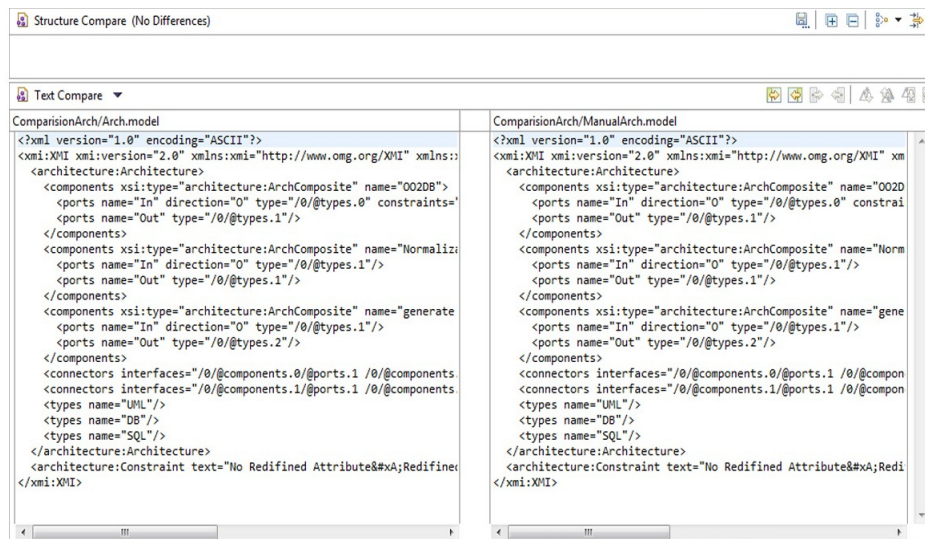 Structure Compare (No Differences)
Text Compare
ComparisionArch/Arch.model
<?xml version="1.0" encoding="ASCII"?>
<xmi:XMI xmi:version="2.0" xmlns:xmi="http://www.omg.org/XMI" xmlns:x
<architecture:Architecture>
<components xsi:type="architecture:ArchComposite" name="OO2DB">
<ports name="In" direction="O" type="/0/@types.0" constraints="
<ports name="Out" type="/0/@types.1"/>
</components>
<components xsi:type="architecture:ArchComposite" name="Normaliza
<ports name="In" direction="O" type="/0/@types.1"/>
<ports name="Out" type="/0/@types.1"/>
</components>
<components xsi:type="architecture:ArchComposite" name="generate
<ports name="In" direction="O" type="/0/@types.1"/>
<ports name="Out" type="/0/@types.2"/>
</components>
<connectors interfaces="/0/@components.0/@ports.1 /0/@components.
<connectors interfaces="/0/@components.1/@ports.1 /0/@components.
<types name="UML"/>
<types name="DB"/>
<types name="SQL"/>
</architecture:Architecture>
<architecture:Constraint text="No Redifined Attribute&#xA;Redifined
</xmi:XMI>
ComparisionArch/ManualArch.model
<?xml version="1.0" encoding="ASCII"?>
<xmi:XMI xmi:version="2.0" xmlns:xmi="http://www.omg.org/XMI" xm
<architecture:Architecture>
<components xsi:type="architecture:ArchComposite" name="OO2D
<ports name="In" direction="O" type="/0/@types.0" constrai
<ports name="Out" type="/0/@types.1"/>
</components>
<components xsi:type="architecture:ArchComposite" name="Norm
<ports name="In" direction="O" type="/0/@types.1"/>
<ports name="Out" type="/0/@types.1"/>
</components>
<components xsi:type="architecture:ArchComposite" name="gene
<ports name="In" direction="O" type="/0/@types.1"/>
<ports name="Out" type="/0/@types.2"/>
</components>
<connectors interfaces="/0/@components.0/@ports.1 /0/@compon
<connectors interfaces="/0/@components.1/@ports.1 /0/@compon
<types name="UML"/>
<types name="DB"/>
<types name="SQL"/>
</architecture:Architecture>
<architecture:Constraint text="No Redifined Attribute&#xA;Redi
</xmi:XMI>